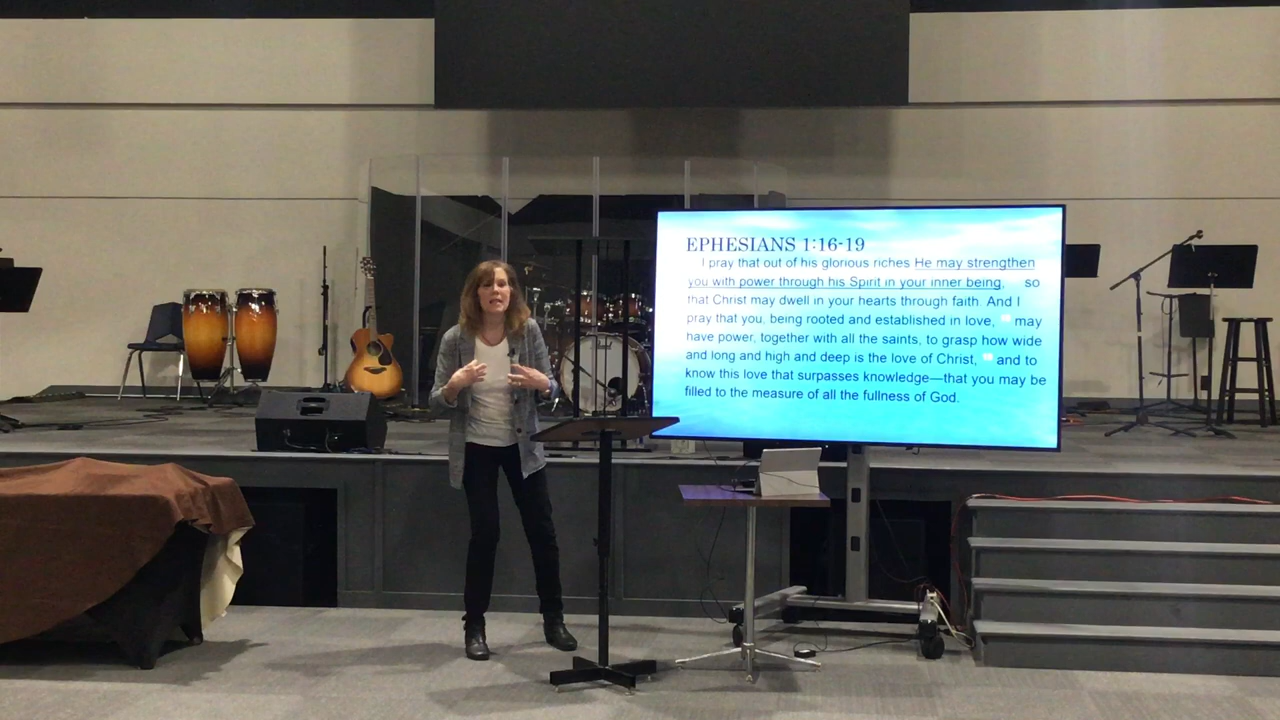 EPHESIANS 1:16-19
I pray that out of his glorious riches He may strengthen
you with power through his Spirit in your inner being, so
that Christ may dwell in your hearts through faith. And I
pray that you, being rooted and established in love, may
have power, together with all the saints, to grasp how wide
and long and high and deep is the love of Christ, and to
know this love that surpasses knowledge—that you may be
filled to the measure of all the fullness of God.